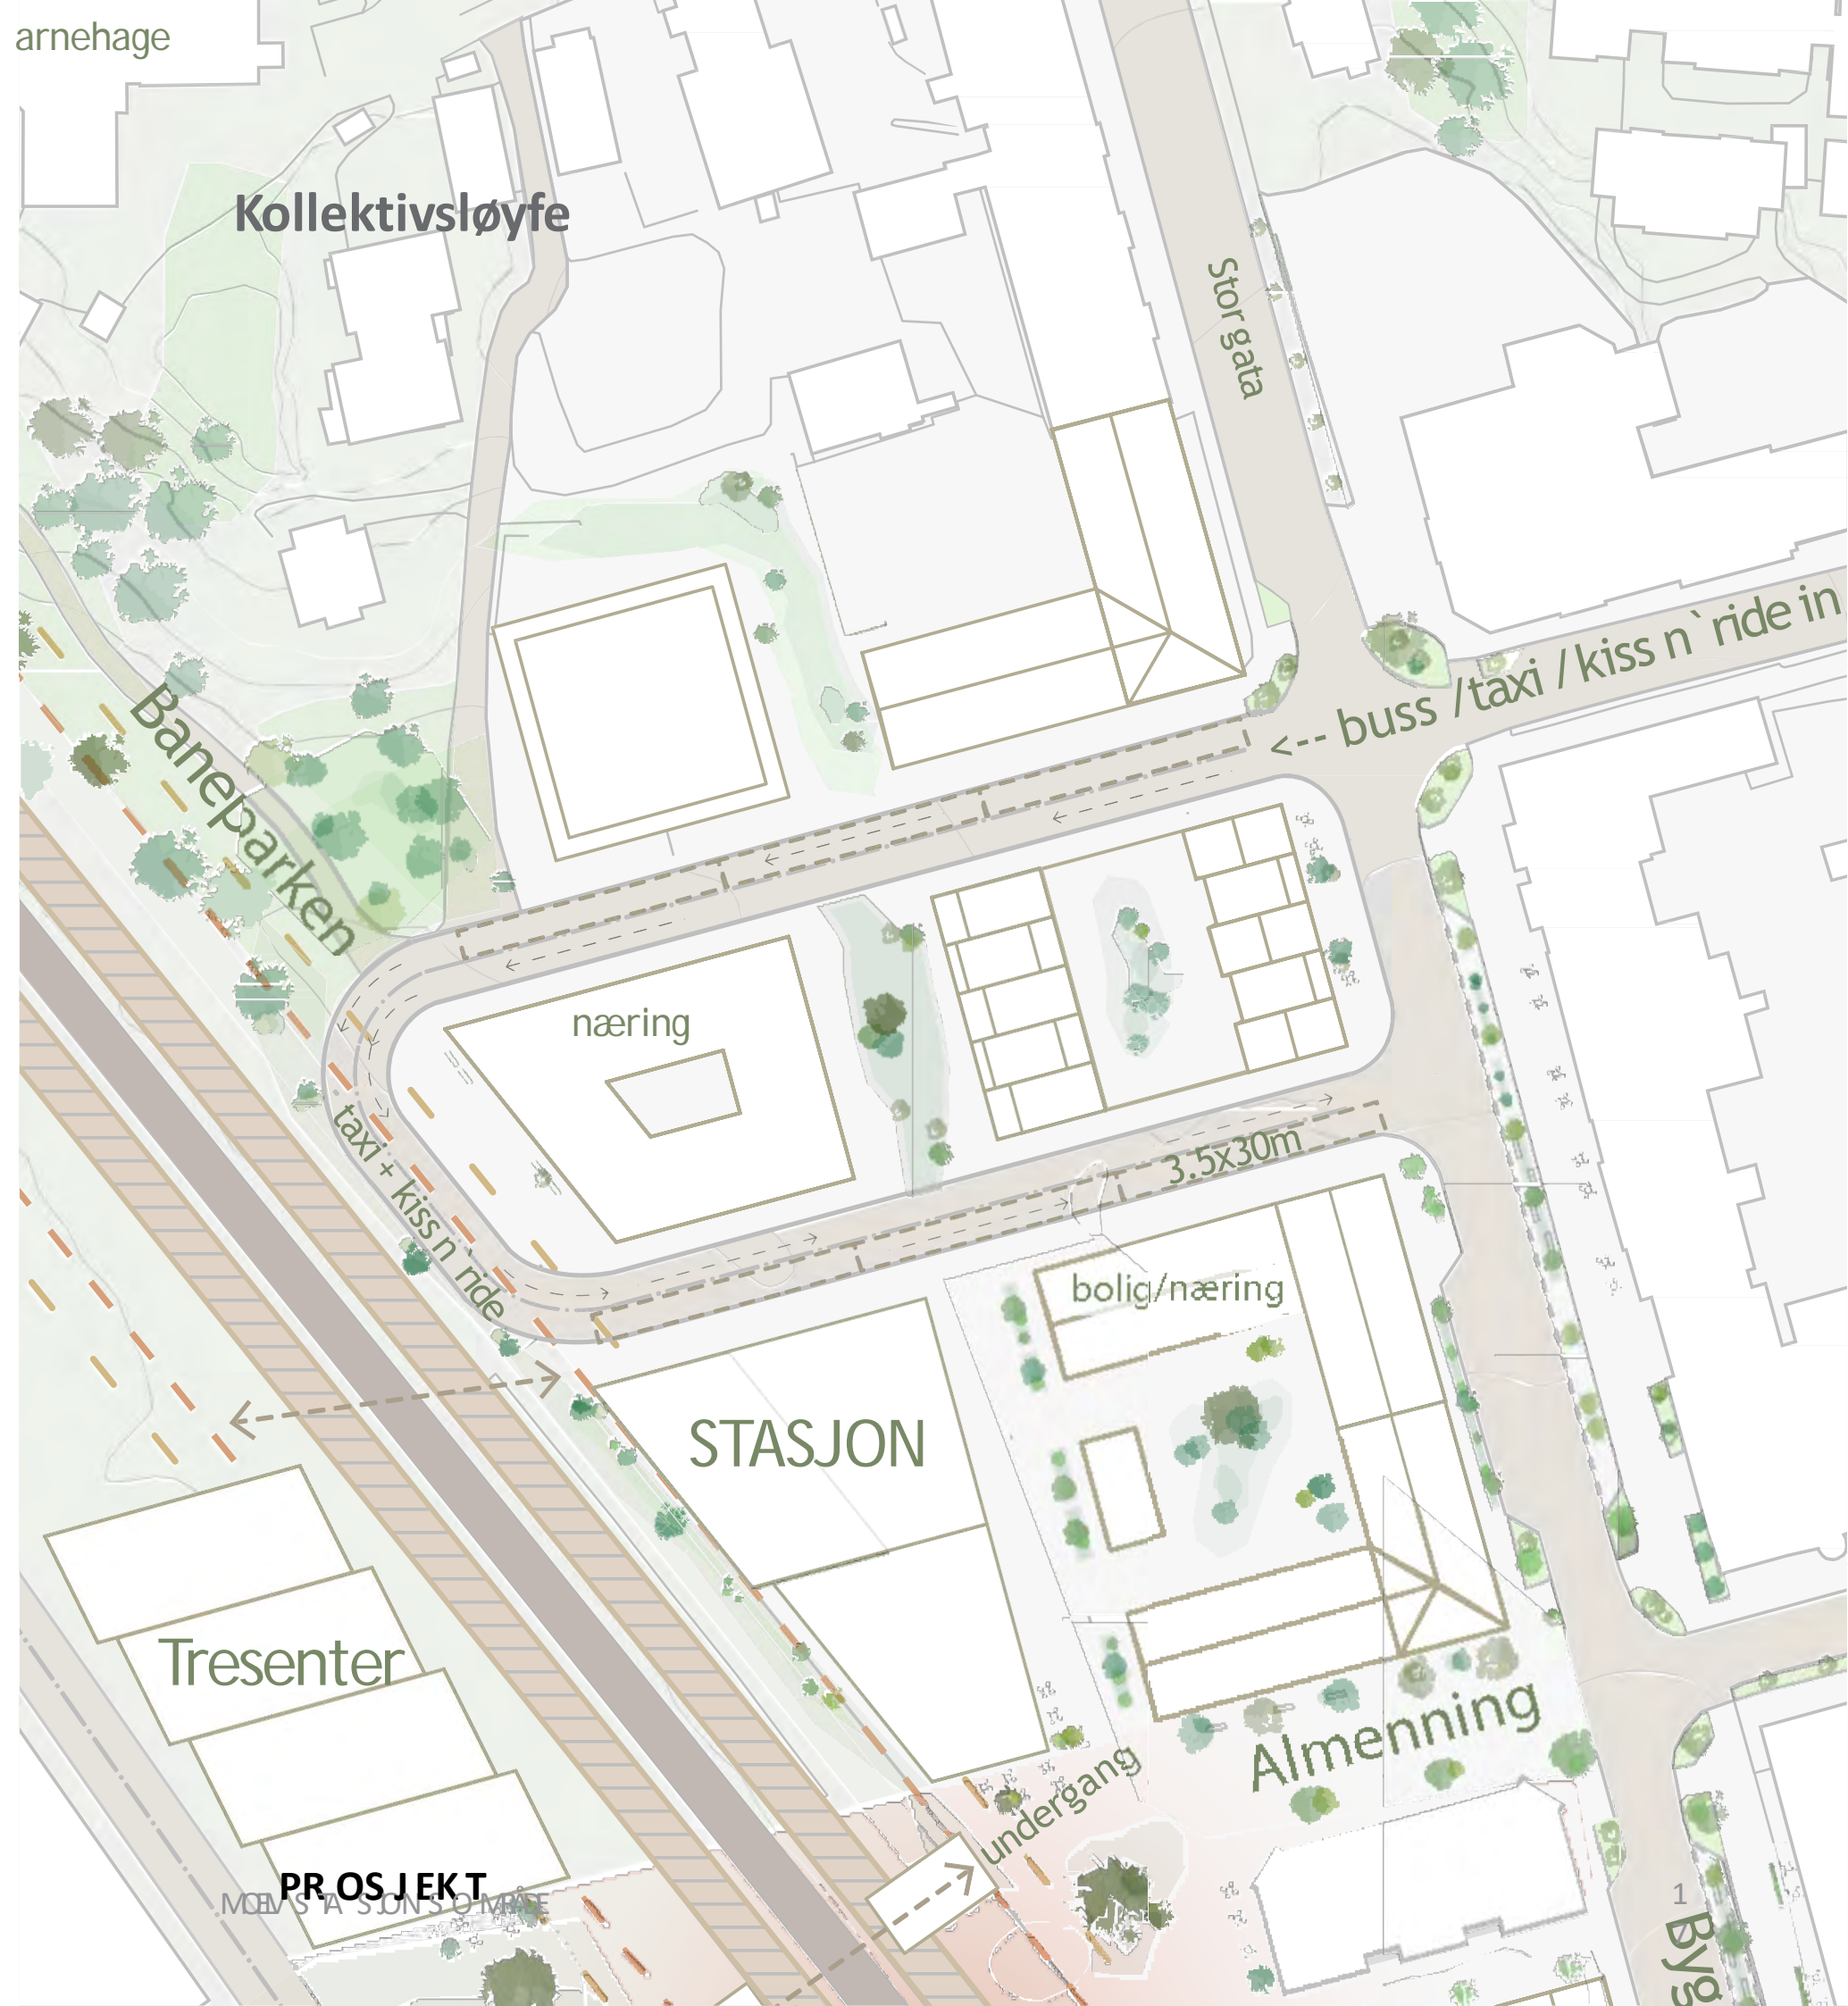 arnehage
Kollektivsløyfe
Storgata
<-- buss /taxi / kiss n`ride in
Baneparken
næring
taxi + kiss n`ride
3.5x30m
bolig/næring
STASJON
Tresenter
Almenning
undergang
PROSJEKT
1
Byg